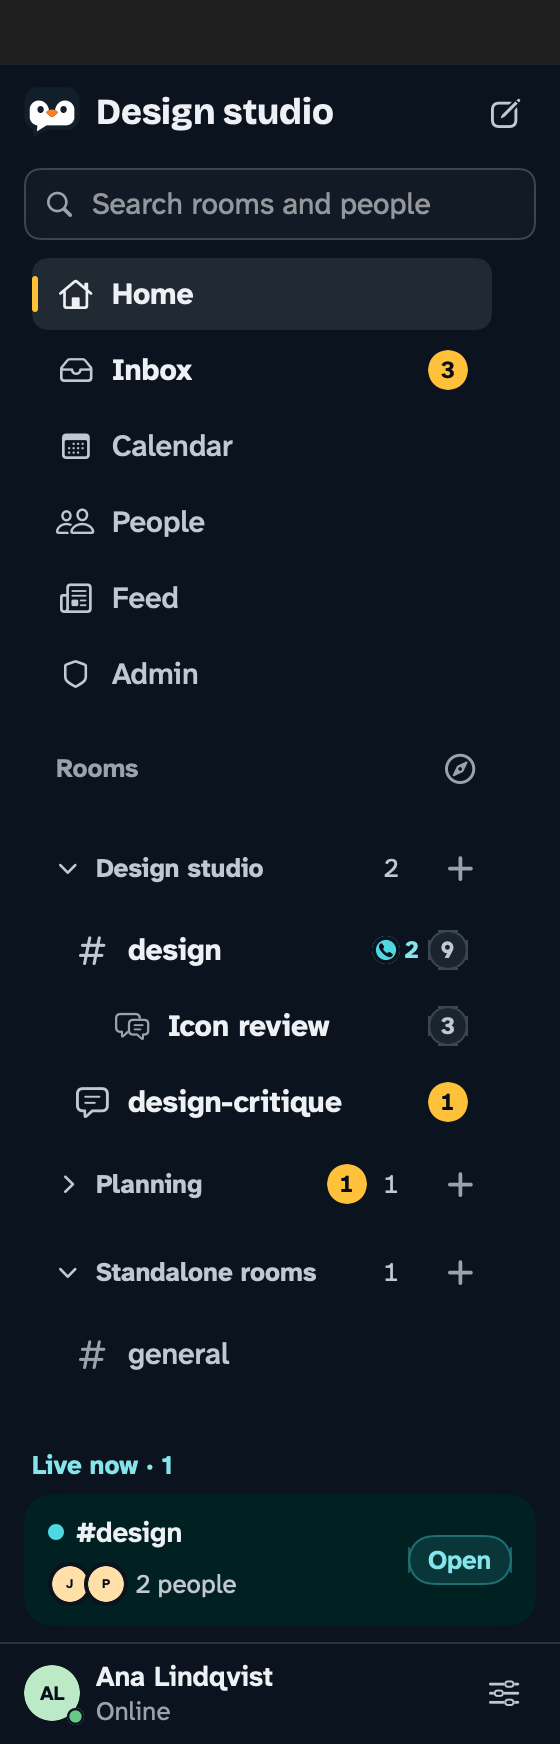 Design studio
Search rooms and people
Home
Inbox 3
Calendar
People
Feed
Admin
Rooms
Design studio 2
# design 2 9
Icon review 3
design-critique 1
Planning 1 1
Standalone rooms 1
# general
Live now · 1
#design
J P 2 people
Open
AL Ana Lindqvist
Online